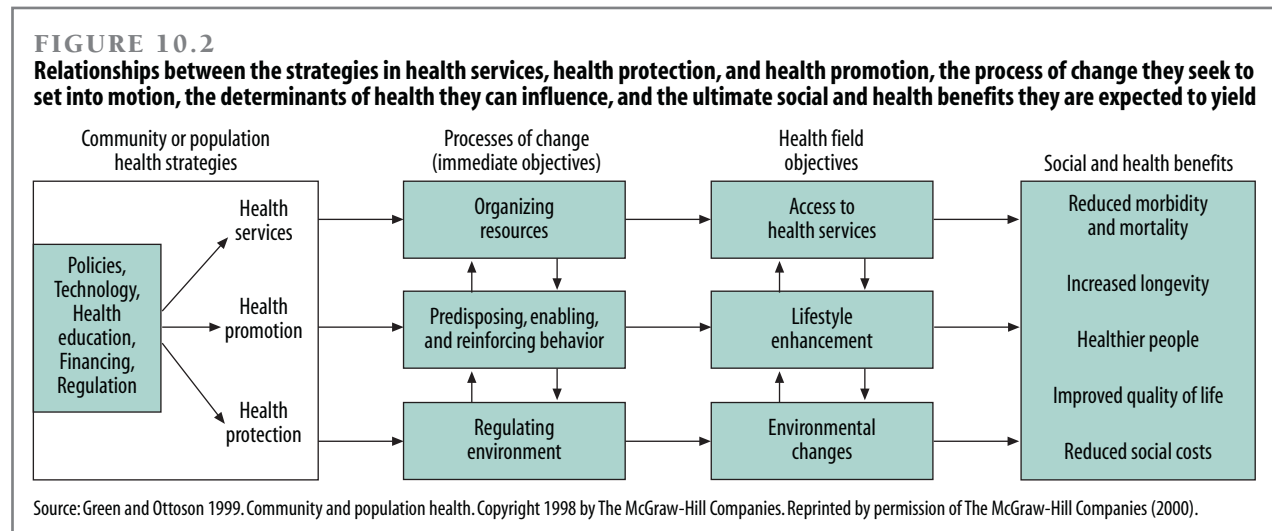 FIGURE 10.2
Relationships between the strategies in health services, health protection, and health promotion, the process of change they seek to
set into motion, the determinants of health they can influence, and the ultimate social and health benefits they are expected to yield
Community or population
health strategies
Processes of change
(immediate objectives)
Health field
objectives
Social and health benefits
Policies,
Technology,
Health
education,
Financing,
Regulation
Health
services
Health
promotion
Health
protection
Organizing
resources
Predisposing, enabling,
and reinforcing behavior
Regulating
environment
Access to
health services
Lifestyle
enhancement
Environmental
changes
Reduced morbidity
and mortality
Increased longevity
Healthier people
Improved quality of life
Reduced social costs
Source: Green and Ottoson 1999. Community and population health. Copyright 1998 by The McGraw-Hill Companies. Reprinted by permission of The McGraw-Hill Companies (2000).